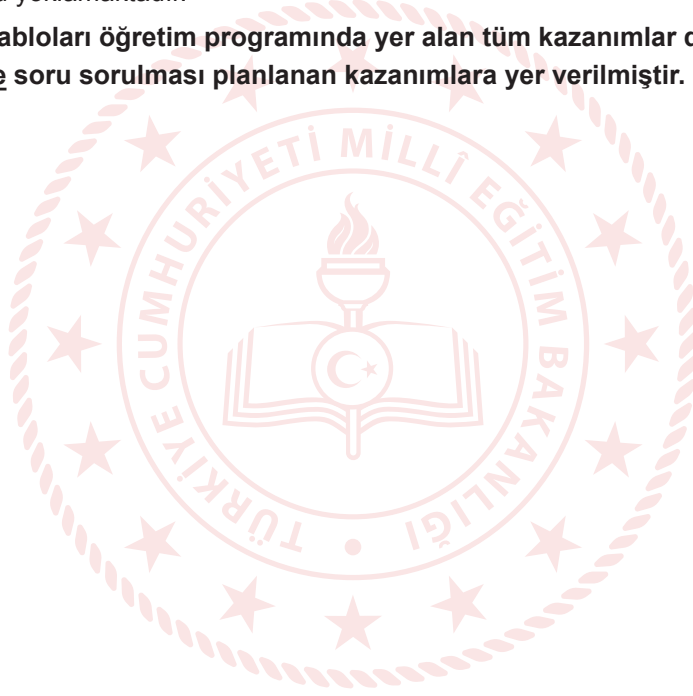 yoklamaktadır.
abloları öğretim programında yer alan tüm kazanımlar
e soru sorulması planlanan kazanımlara yer verilmiştir.
TÜRKİYE CUMHURİYETİ MİLLÎ EĞİTİM BAKANLIĞI